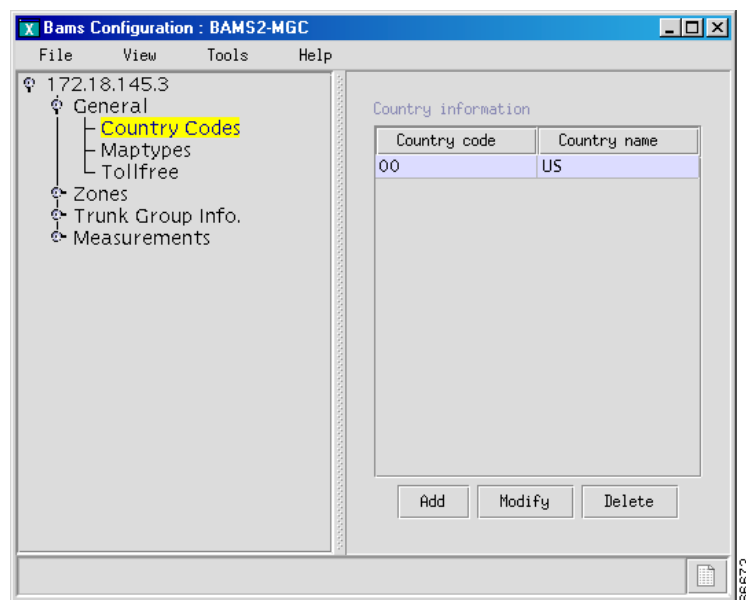 Bams Configuration : BAMS2-MGC
File View Tools Help
172.18.145.3
General
Country Codes
Maptypes
Tollfree
Zones
Trunk Group Info.
Measurements
Country information
Country code Country name
00 US
Add Modify Delete
66672